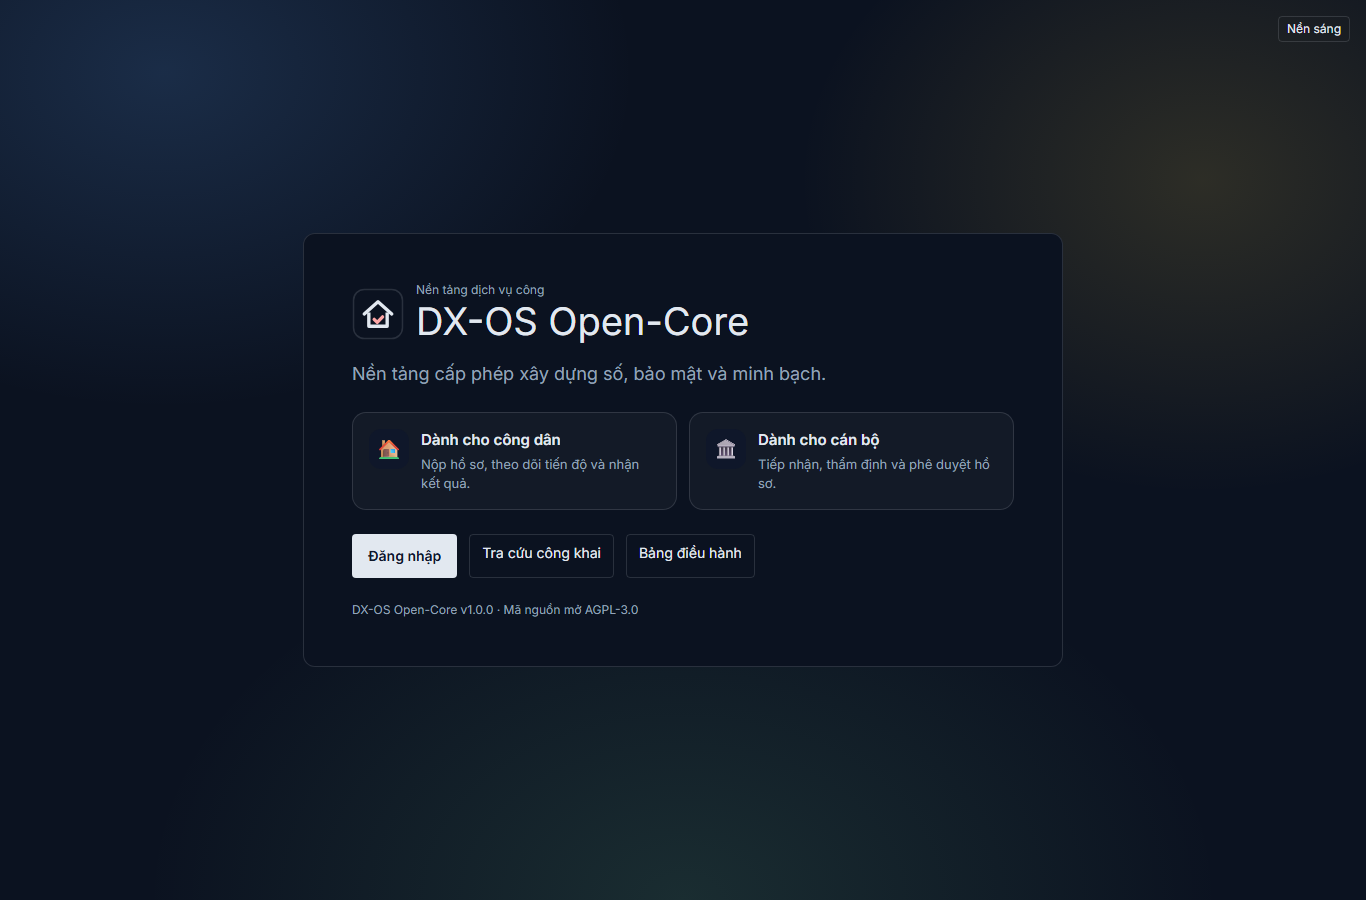 Nền sáng
Nền tảng dịch vụ công
DX-OS Open-Core
Nền tảng cấp phép xây dựng số, bảo mật và minh bạch.
Dành cho công dân
Nộp hồ sơ, theo dõi tiến độ và nhận
kết quả.
Dành cho cán bộ
Tiếp nhận, thẩm định và phê duyệt hồ
sơ.
Đăng nhập
Tra cứu công khai
Bảng điều hành
DX-OS Open-Core v1.0.0 · Mã nguồn mở AGPL-3.0